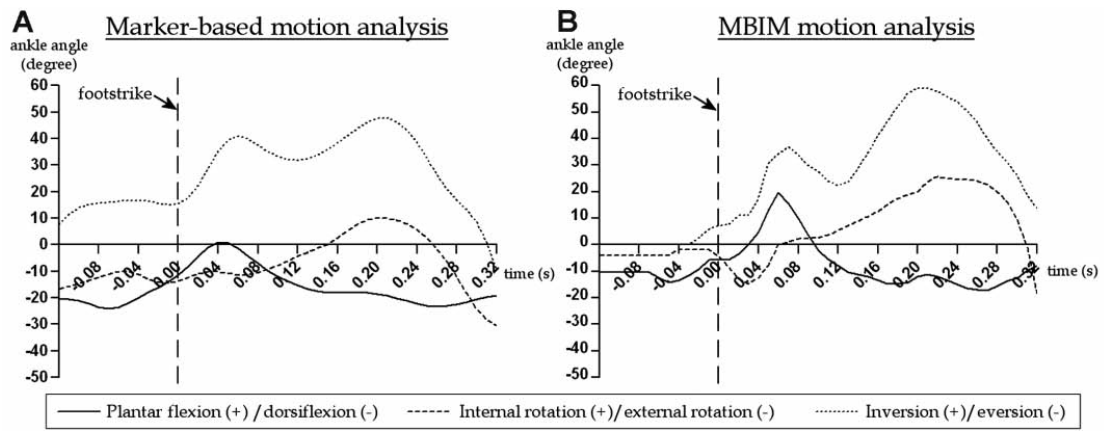 A Marker-based motion analysis
ankle angle
(degree)
footstrike
60
50
40
30
20
10
0
-10
-20
-30
-40
-50
-0.08 -0.04 0.00 0.04 0.08 0.12 0.16 0.20 0.24 0.28 0.32 time (s)
B MBIM motion analysis
ankle angle
(degree)
footstrike
60
50
40
30
20
10
0
-10
-20
-30
-40
-50
-0.08 -0.04 0.00 0.04 0.08 0.12 0.16 0.20 0.24 0.28 0.32 time (s)
Plantar flexion (+) / dorsiflexion (-) Internal rotation (+)/external rotation (-) Inversion (+)/eversion (-)